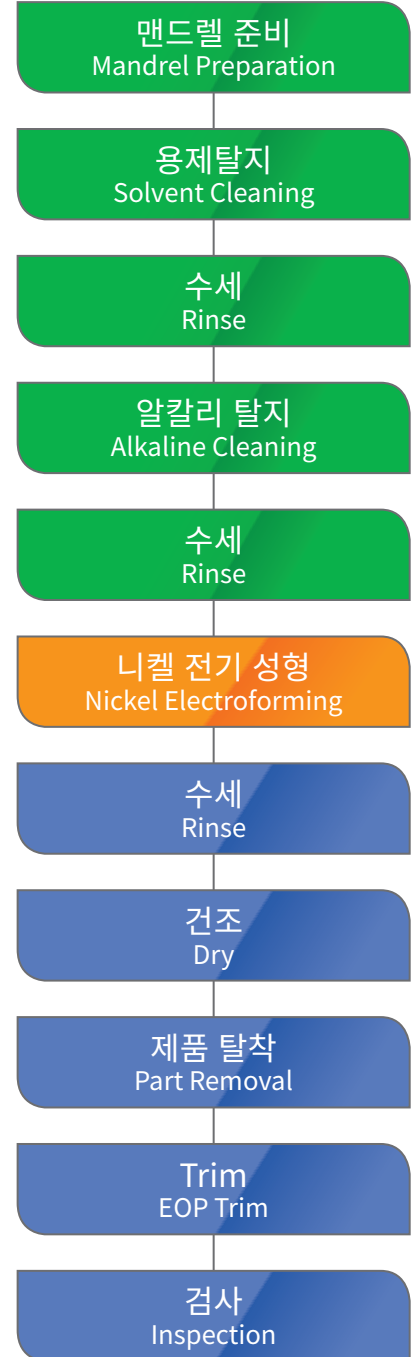 맨드렐 준비
Mandrel Preparation
용제탈지
Solvent Cleaning
수세
Rinse
알칼리 탈지
Alkaline Cleaning
수세
Rinse
니켈 전기 성형
Nickel Electroforming
수세
Rinse
건조
Dry
제품 탈착
Part Removal
Trim
EOP Trim
검사
Inspection